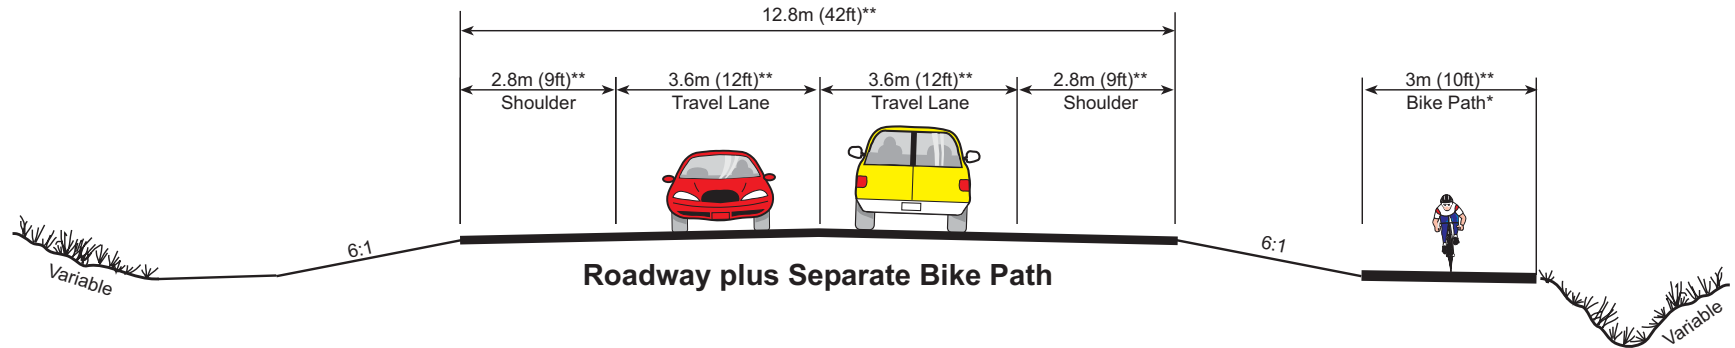 12.8m (42ft)**
2.8m (9ft)** 3.6m (12ft)** 3.6m (12ft)** 2.8m (9ft)** 3m (10ft)**
Shoulder Travel Lane Travel Lane Shoulder Bike Path*
6:1 6:1
Variable Roadway plus Separate Bike Path Variable